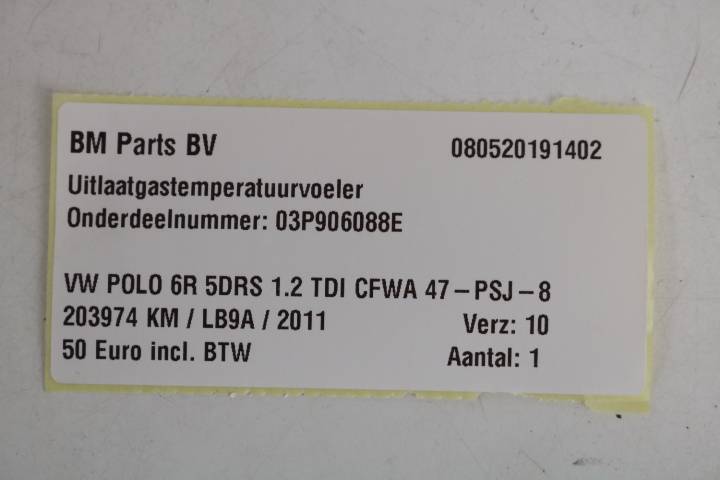 BM Parts BV 080520191402
Uitlaatgastemperatuurvoeler
Onderdeelnummer: 03P906088E
VW POLO 6R 5DRS 1.2 TDI CFWA 47-PSJ-8
203974 KM / LB9A / 2011 Verz: 10
50 Euro incl. BTW Aantal: 1